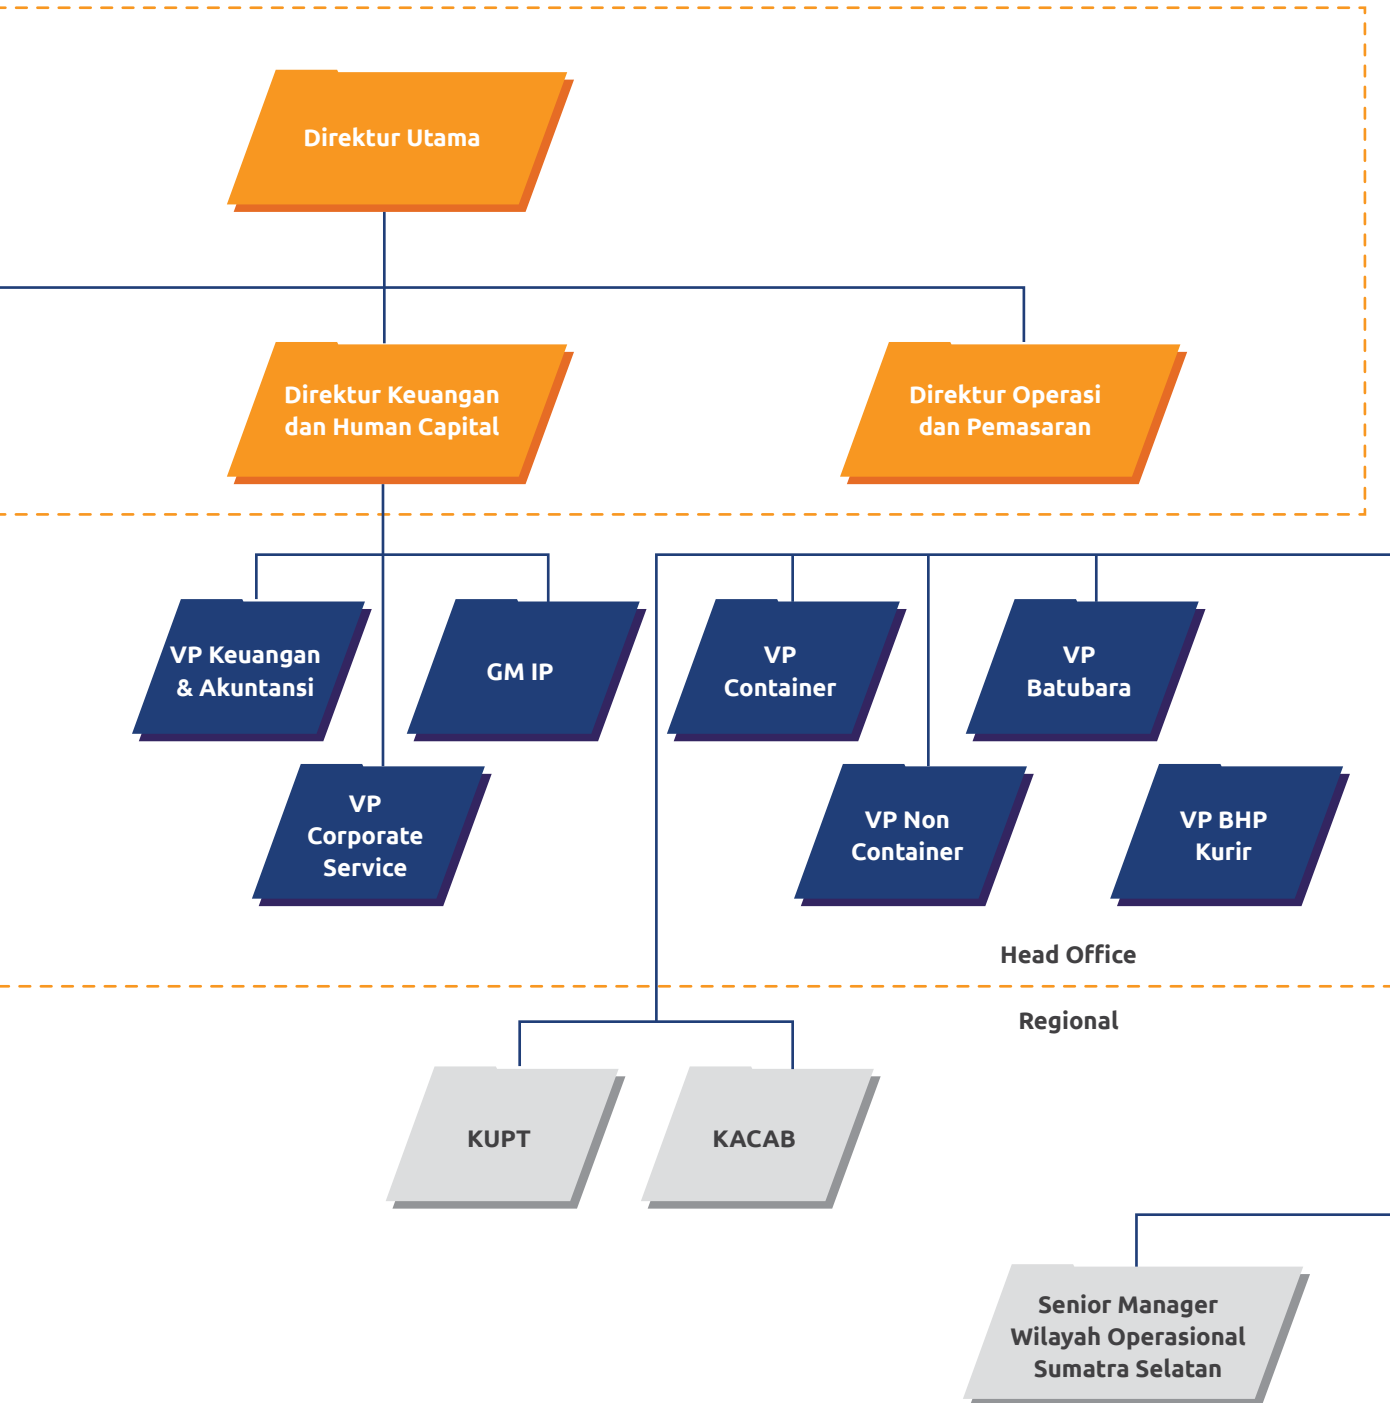 Direktur Utama
Direktur Keuangan
dan Human Capital
Direktur Operasi
dan Pemasaran
VP Keuangan
& Akuntansi
GM IP
VP
Container
VP
Batubara
VP
Corporate
Service
VP Non
Container
VP BHP
Kurir
Head Office
Regional
KUPT
KACAB
Senior Manager
Wilayah Operasional
Sumatra Selatan